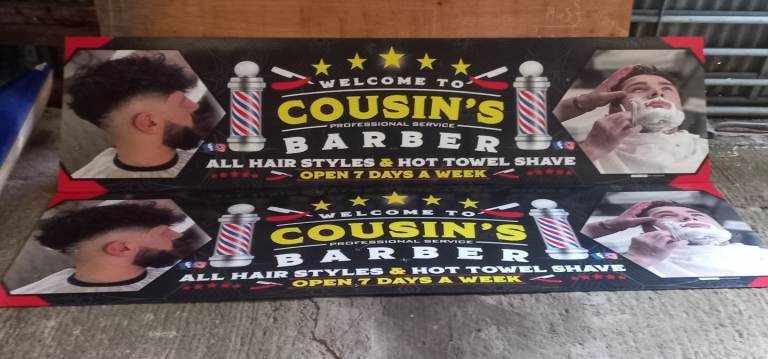 WELCOME TO
COUSIN'S
PROFESSIONAL SERVICE
BARBER
ALL HAIR STYLES & HOT TOWEL SHAVE
OPEN 7 DAYS A WEEK
WELCOME TO
COUSIN'S
PROFESSIONAL SERVICE
BARBER
ALL HAIR STYLES & HOT TOWEL SHAVE
OPEN 7 DAYS A WEEK